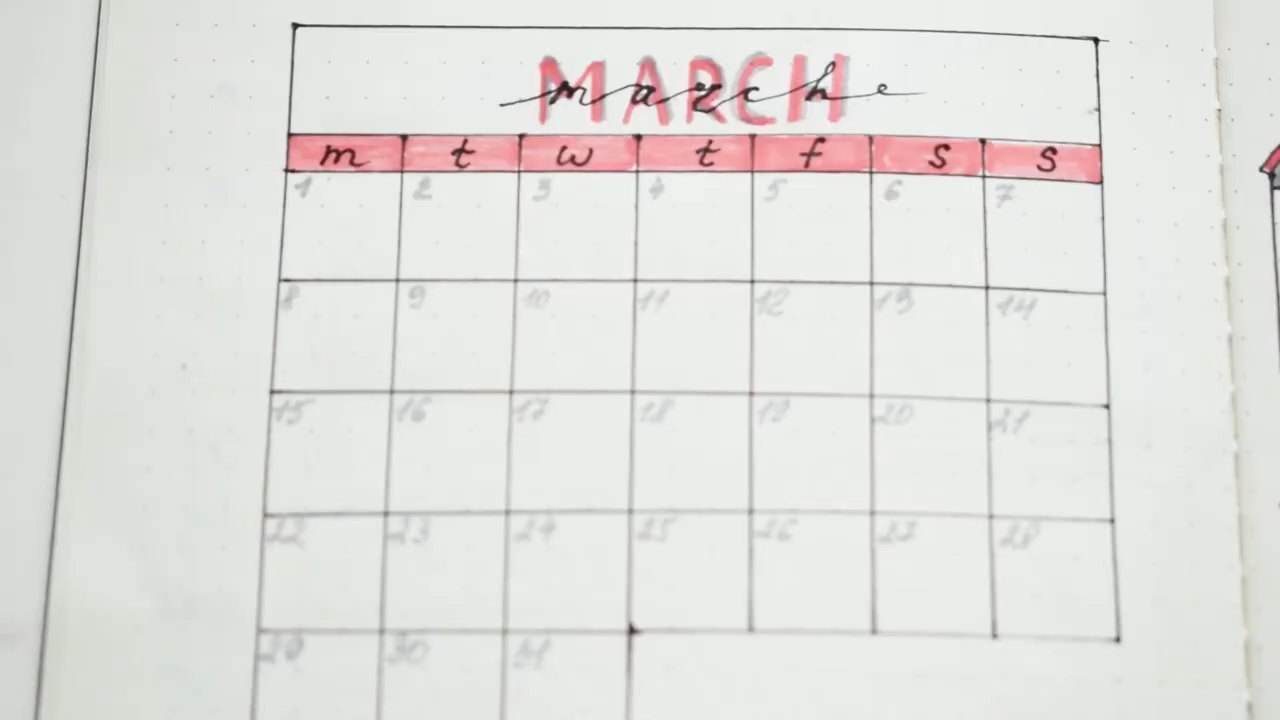 MARCH
marche
m t w t f s s
1 2 3 4 5 6 7
8 9 10 11 12 13 14
15 16 17 18 19 20 21
22 23 24 25 26 27 28
29 30 31